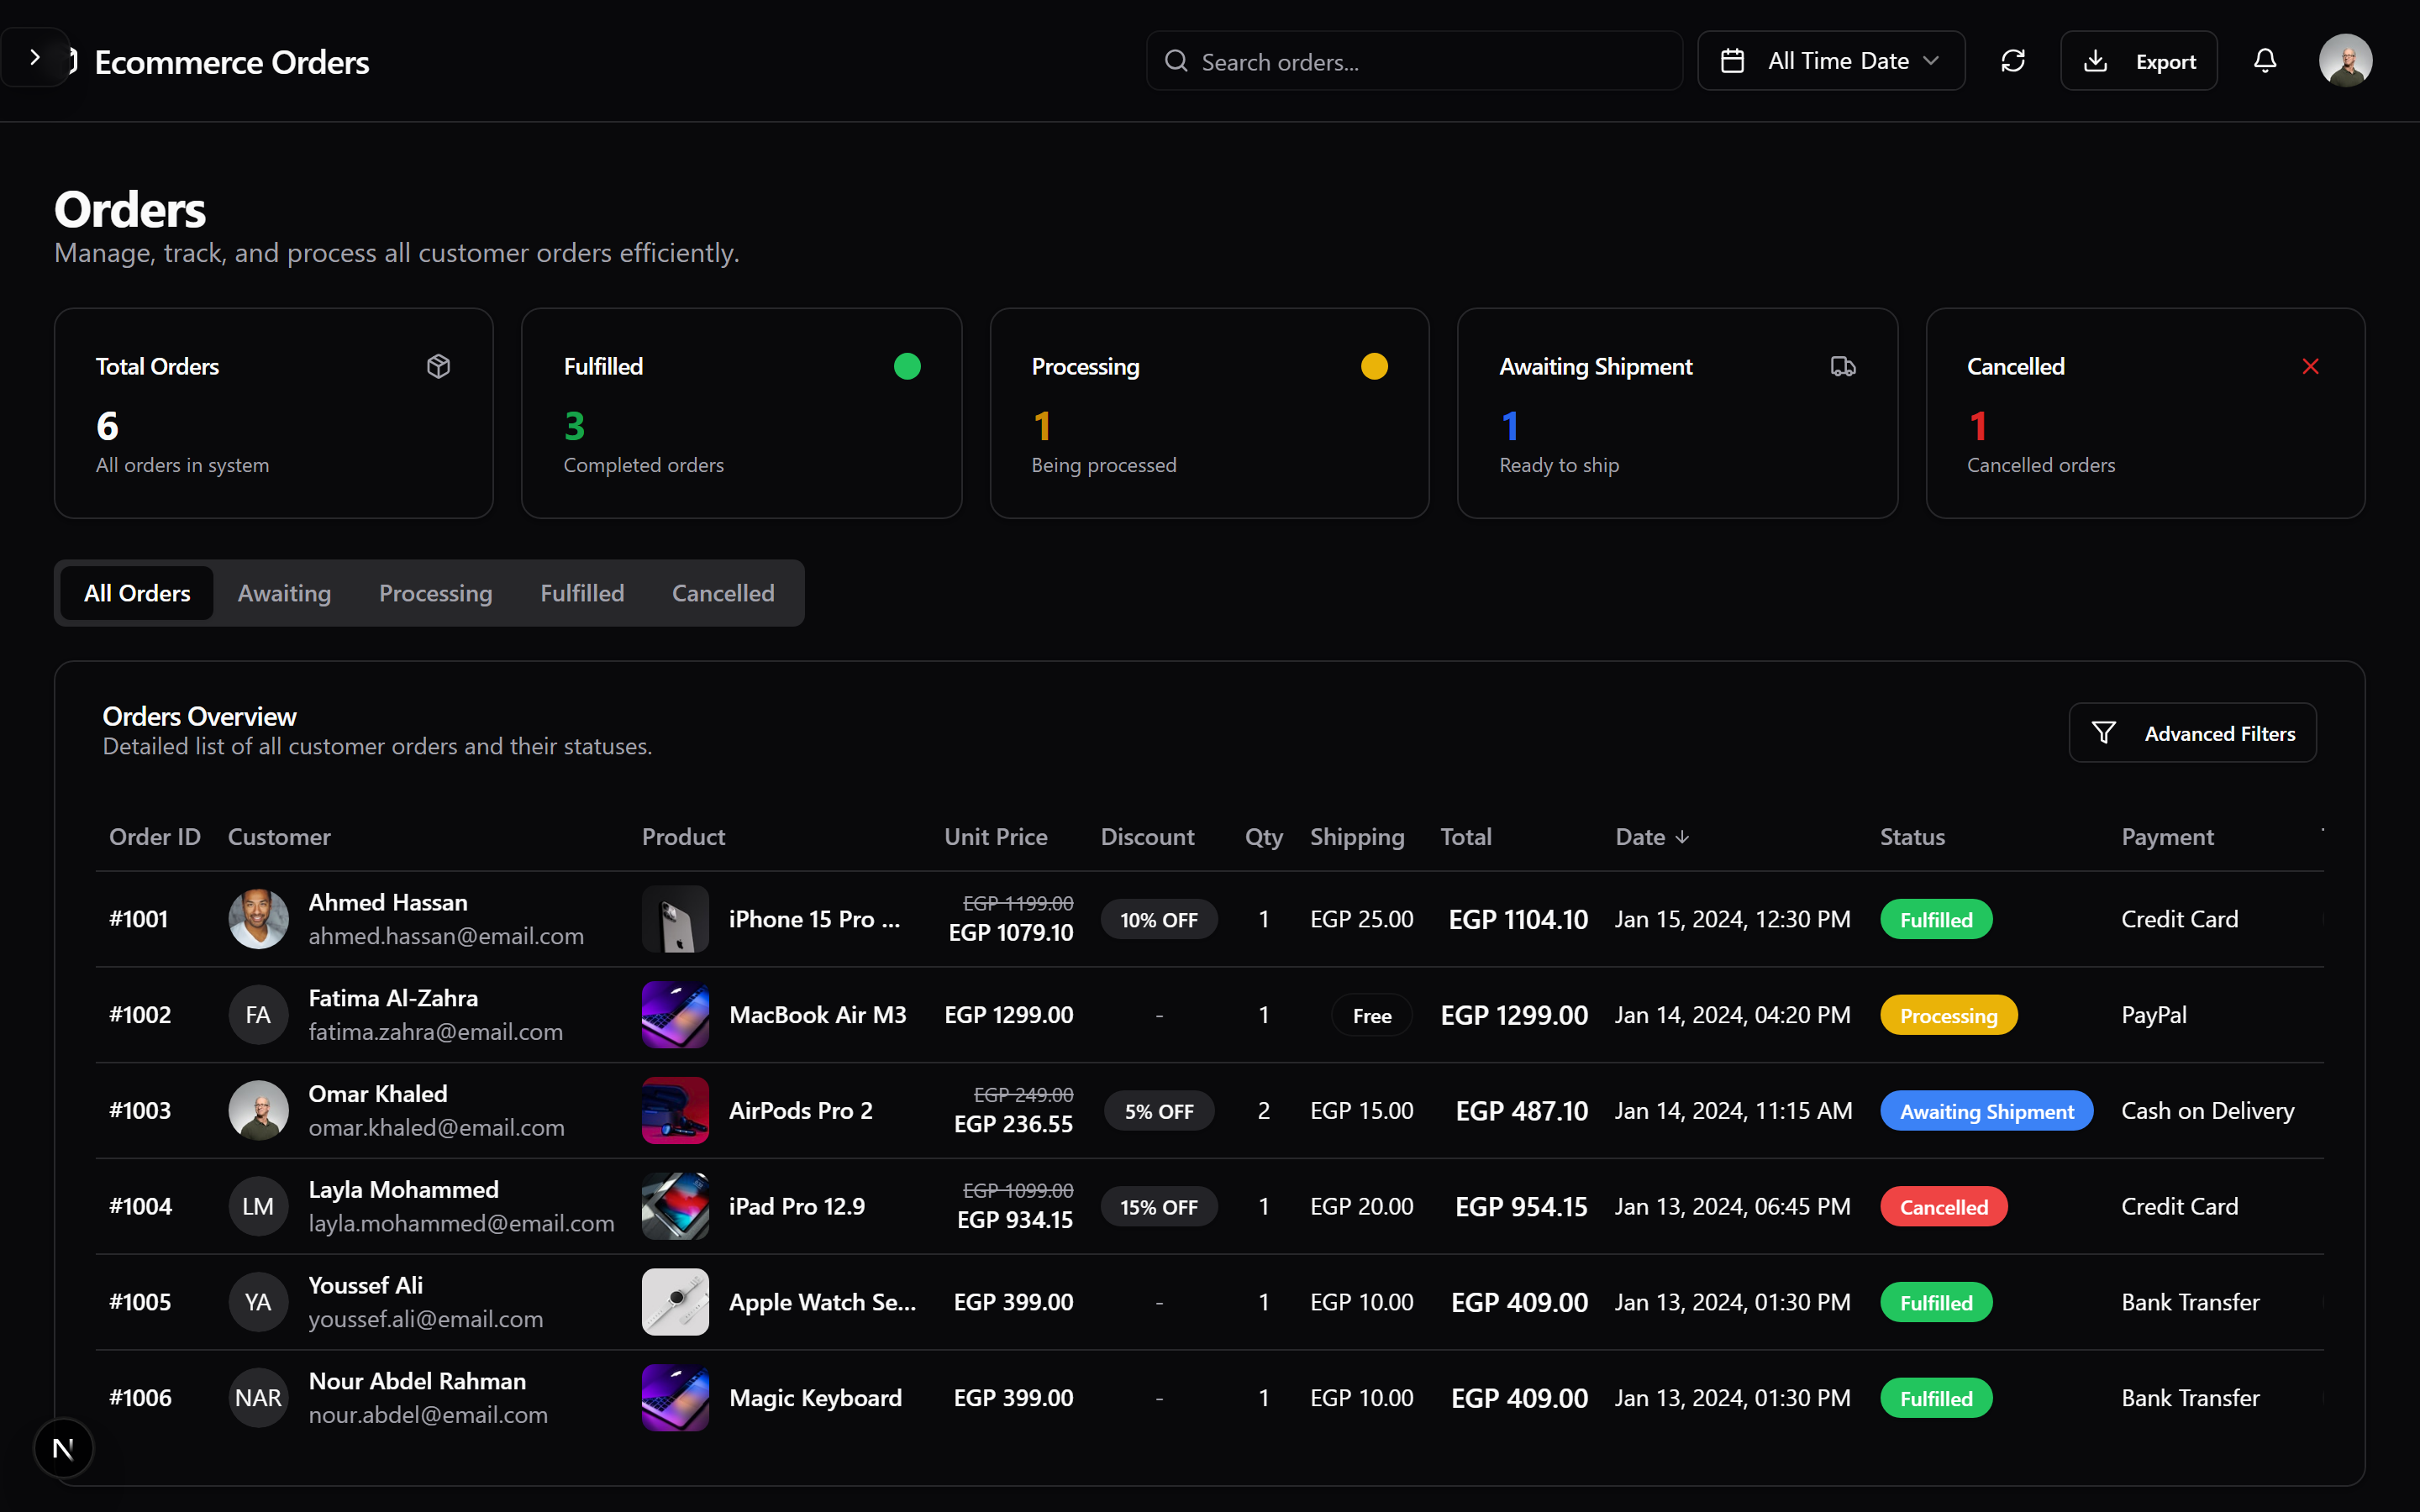 Ecommerce Orders
Search orders...
All Time Date
Export
Orders
Manage, track, and process all customer orders efficiently.
Total Orders
6
All orders in system
Fulfilled
3
Completed orders
Processing
1
Being processed
Awaiting Shipment
1
Ready to ship
Cancelled
1
Cancelled orders
All Orders Awaiting Processing Fulfilled Cancelled
Orders Overview
Detailed list of all customer orders and their statuses.
Advanced Filters
Order ID Customer Product Unit Price Discount Qty Shipping Total Date Status Payment
#1001 Ahmed Hassan ahmed.hassan@email.com iPhone 15 Pro ... EGP 1199.00 EGP 1079.10 10% OFF 1 EGP 25.00 EGP 1104.10 Jan 15, 2024, 12:30 PM Fulfilled Credit Card
#1002 FA Fatima Al-Zahra fatima.zahra@email.com MacBook Air M3 EGP 1299.00 - 1 Free EGP 1299.00 Jan 14, 2024, 04:20 PM Processing PayPal
#1003 Omar Khaled omar.khaled@email.com AirPods Pro 2 EGP 249.00 EGP 236.55 5% OFF 2 EGP 15.00 EGP 487.10 Jan 14, 2024, 11:15 AM Awaiting Shipment Cash on Delivery
#1004 LM Layla Mohammed layla.mohammed@email.com iPad Pro 12.9 EGP 1099.00 EGP 934.15 15% OFF 1 EGP 20.00 EGP 954.15 Jan 13, 2024, 06:45 PM Cancelled Credit Card
#1005 YA Youssef Ali youssef.ali@email.com Apple Watch Se... EGP 399.00 - 1 EGP 10.00 EGP 409.00 Jan 13, 2024, 01:30 PM Fulfilled Bank Transfer
#1006 NAR Nour Abdel Rahman nour.abdel@email.com Magic Keyboard EGP 399.00 - 1 EGP 10.00 EGP 409.00 Jan 13, 2024, 01:30 PM Fulfilled Bank Transfer
N